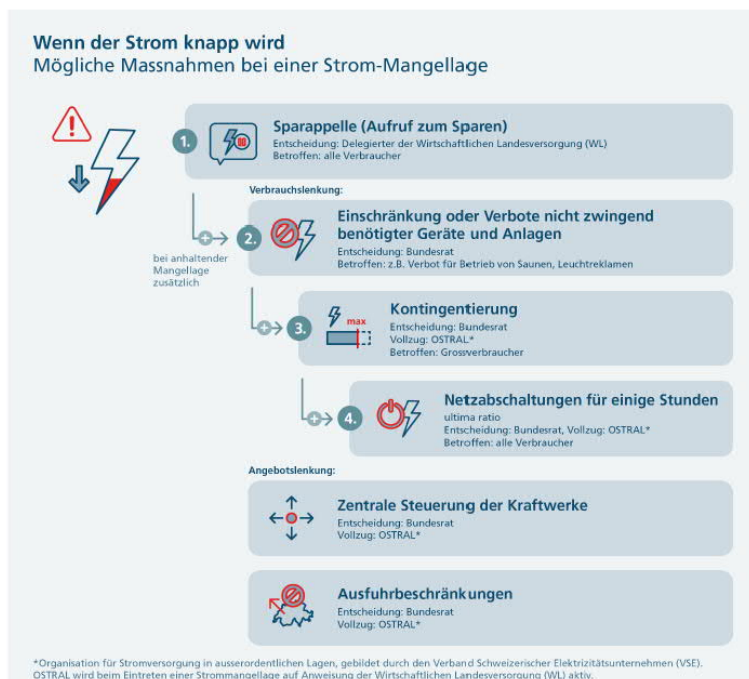 Wenn der Strom knapp wird
Mögliche Massnahmen bei einer Strom-Mangellage
1.
Sparappelle (Aufruf zum Sparen)
Entscheidung: Delegierter der Wirtschaftlichen Landesversorgung (WL)
Betroffen: alle Verbraucher
Verbrauchslenkung:
bei anhaltender
Mangellage
zusätzlich
2.
Einschränkung oder Verbote nicht zwingend
benötigter Geräte und Anlagen
Entscheidung: Bundesrat
Betroffen: z.B. Verbot für Betrieb von Saunen, Leuchtreklamen
3.
max
Kontingentierung
Entscheidung: Bundesrat
Vollzug: OSTRAL*
Betroffen: Grossverbraucher
4.
Netzabschaltungen für einige Stunden
ultima ratio
Entscheidung: Bundesrat, Vollzug: OSTRAL*
Betroffen: alle Verbraucher
Angebotslenkung:
Zentrale Steuerung der Kraftwerke
Entscheidung: Bundesrat
Vollzug: OSTRAL*
Ausfuhrbeschränkungen
Entscheidung: Bundesrat
Vollzug: OSTRAL*
*Organisation für Stromversorgung in ausserordentlichen Lagen, gebildet durch den Verband Schweizerischer Elektrizitätsunternehmen (VSE).
OSTRAL wird beim Eintreten einer Strommangellage auf Anweisung der Wirtschaftlichen Landesversorgung (WL) aktiv.